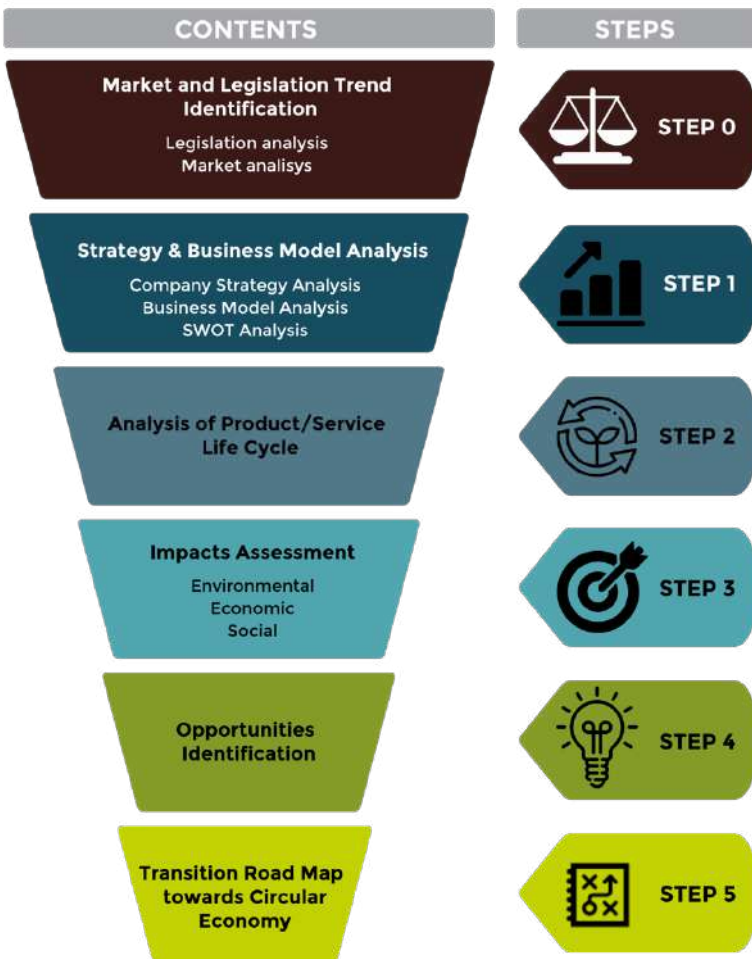 CONTENTS
STEPS
Market and Legislation Trend
Identification
Legislation analysis
Market analisys
STEP 0
Strategy & Business Model Analysis
Company Strategy Analysis
Business Model Analysis
SWOT Analysis
STEP 1
Analysis of Product/Service
Life Cycle
STEP 2
Impacts Assessment
Environmental
Economic
Social
STEP 3
Opportunities
Identification
STEP 4
Transition Road Map
towards Circular
Economy
STEP 5